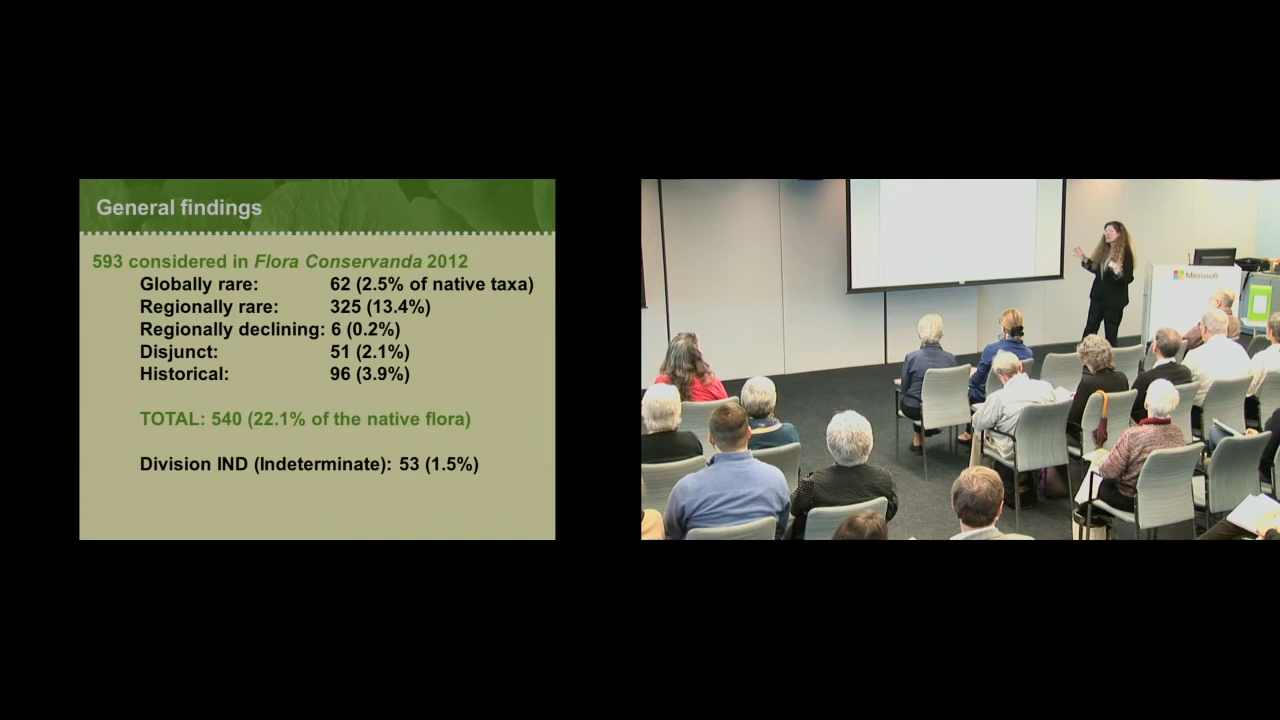 General findings
593 considered in Flora Conservanda 2012
Globally rare: 62 (2.5% of native taxa)
Regionally rare: 325 (13.4%)
Regionally declining: 6 (0.2%)
Disjunct: 51 (2.1%)
Historical: 96 (3.9%)
TOTAL: 540 (22.1% of the native flora)
Division IND (Indeterminate): 53 (1.5%)
Microsoft